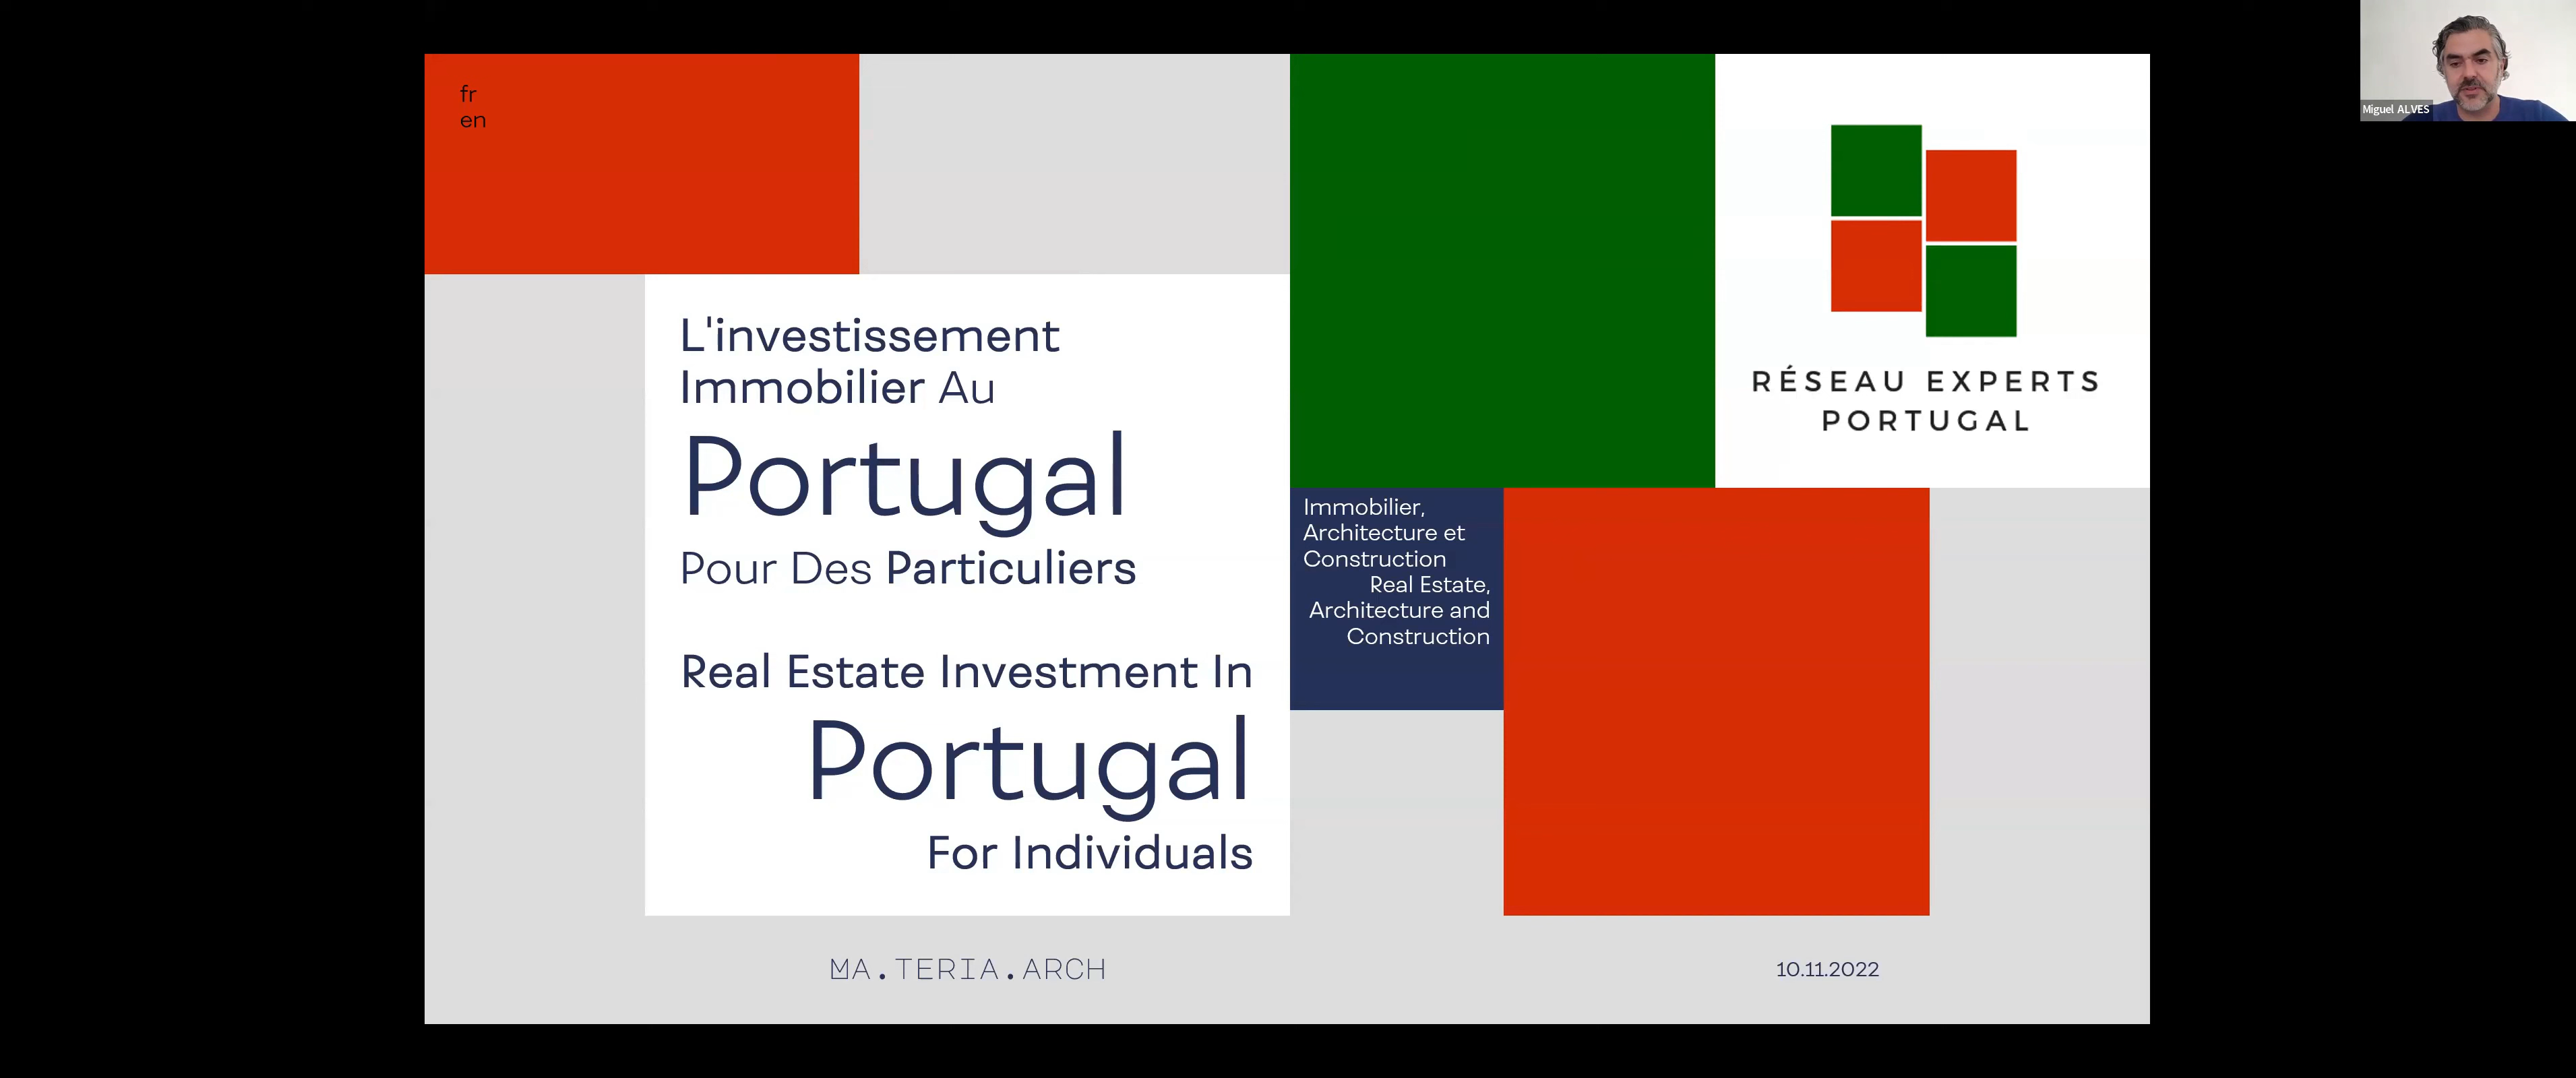 fr
en
L'investissement
Immobilier Au
Portugal
Pour Des Particuliers
Real Estate Investment In
Portugal
For Individuals
Immobilier,
Architecture et
Construction
Real Estate,
Architecture and
Construction
RÉSEAU EXPERTS
PORTUGAL
MA.TERIA.ARCH
10.11.2022
Miguel ALVES